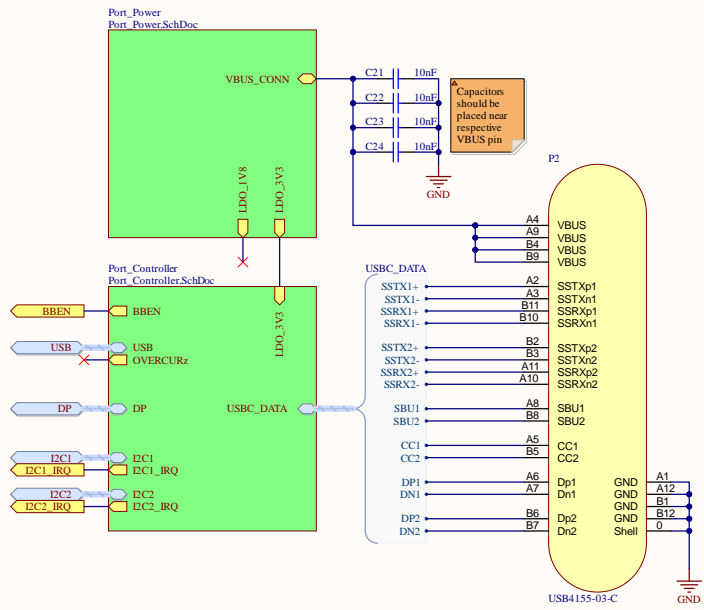 Port_Power
Port_Power.SchDoc
VBUS_CONN
LDO_1V8
LDO_3V3
C21 10nF
C22 10nF
C23 10nF
C24 10nF
GND
Capacitors
should be
placed near
respective
VBUS pin
Port_Controller
Port_Controller.SchDoc
LDO_3V3
BBEN BBEN
USB USB
OVERCURz
DP DP
USBC_DATA
I2C1 I2C1
I2C1_IRQ I2C1_IRQ
I2C2 I2C2
I2C2_IRQ I2C2_IRQ
USBC_DATA
P2
A4 VBUS
A9 VBUS
B4 VBUS
B9 VBUS
SSTX1+ A2 SSTXp1
SSTX1- A3 SSTXn1
SSRX1+ B11 SSRXp1
SSRX1- B10 SSRXn1
SSTX2+ B2 SSTXp2
SSTX2- B3 SSTXn2
SSRX2+ A11 SSRXp2
SSRX2- A10 SSRXn2
SBU1 A8 SBU1
SBU2 B8 SBU2
CC1 A5 CC1
CC2 B5 CC2
DP1 A6 Dp1 GND A1
DN1 A7 Dn1 GND A12
GND B1
DP2 B6 Dp2 GND B12
DN2 B7 Dn2 Shell 0
USB4155-03-C
GND